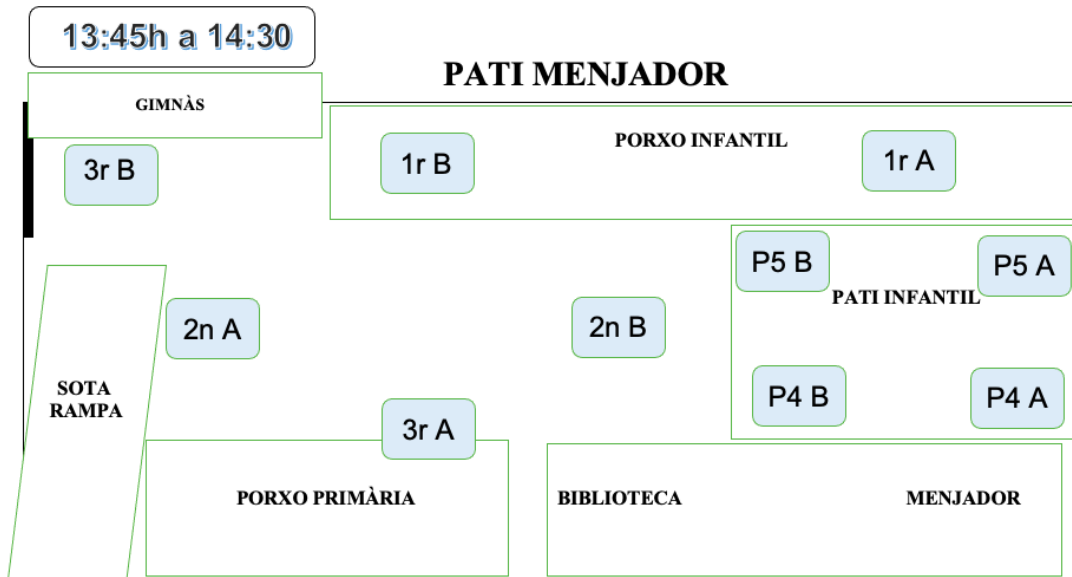 13:45h a 14:30
PATI MENJADOR
GIMNÀS
PORXO INFANTIL
3r B
1r B
1r A
P5 B
P5 A
PATI INFANTIL
2n A
2n B
SOTA
RAMPA
P4 B
P4 A
3r A
PORXO PRIMÀRIA
BIBLIOTECA
MENJADOR